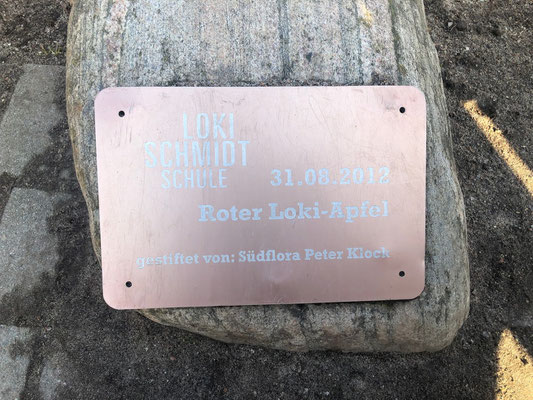 LOKI
SCHMIDT
SCHULE 31.08.2012
Roter Loki-Apfel
gestiftet von: Südflora Peter Klock